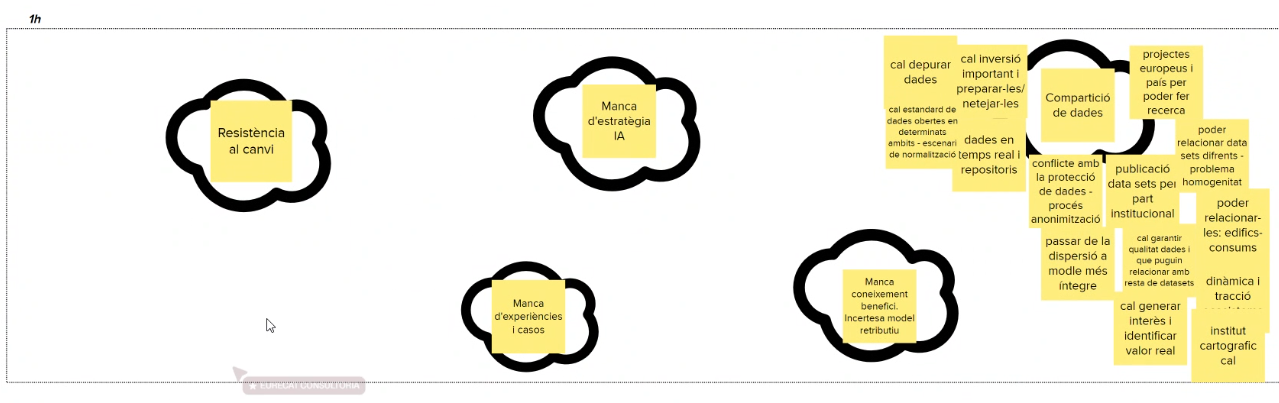 1h
Resistència
al canvi
Manca
d'estratègia
IA
Manca
d'experiències
i casos
Manca
coneixement
benefici.
Incertesa model
retributiu
cal depurar
dades
cal estandard de
dades obertes en
determinats
ambits - escenari
de normalització
cal inversió
important i
preparar-les/
netejar-les
dades en
temps real i
repositoris
Compartició
de dades
projectes
europeus i
país per
poder fer
recerca
poder
relacionar data
sets difrents -
problema
homogenitat
conflicte amb
la protecció
de dades -
procés
anonimització
publicació
data sets per
part
institucional
poder
relacionar-
les: edifics-
consums
passar de la
dispersió a
modle més
íntegre
cal garantir
qualitat dades i
que puguin
relacionar amb
resta de datasets
dinàmica i
tracció
cal generar
interès i
identificar
valor real
institut
cartografic
cal
EURECAT CONSULTORIA